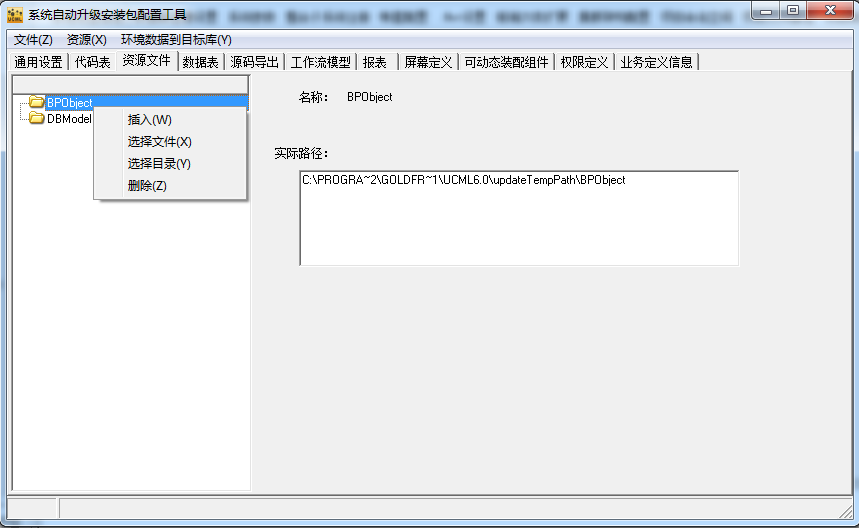 系统自动升级安装包配置工具
文件(Z) 资源(X) 环境数据到目标库(Y)
通用设置 代码表 资源文件 数据表 源码导出 工作流模型 报表 屏幕定义 可动态装配组件 权限定义 业务定义信息
BPObject
DBModel
插入(W)
选择文件(X)
选择目录(Y)
删除(Z)
名称： BPObject
实际路径：
C:\PROGRA~2\GOLDFR~1\UCML6.0\updateTempPath\BPObject